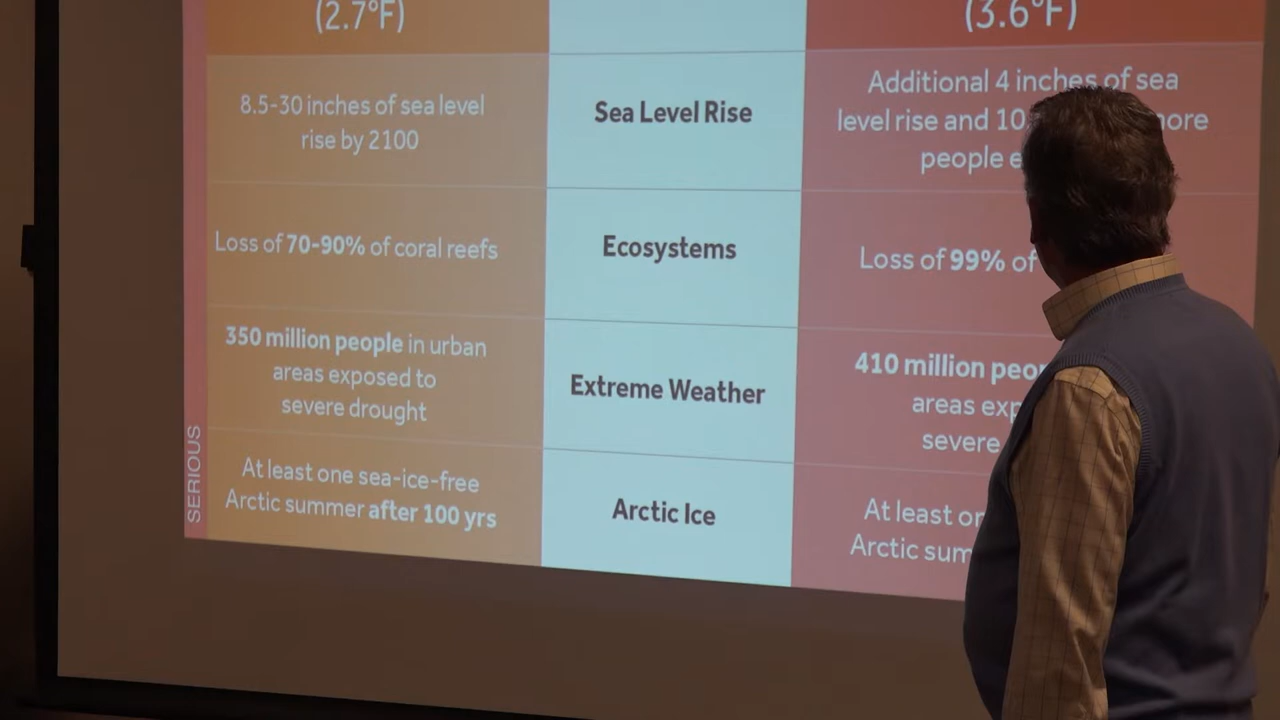 (2.7°F)
(3.6°F)
8.5-30 inches of sea level
rise by 2100
Sea Level Rise
Additional 4 inches of sea
level rise and 10 more
people
Loss of 70-90% of coral reefs
Ecosystems
Loss of 99% of
350 million people in urban
areas exposed to
severe drought
Extreme Weather
410 million
areas
severe
At least one sea-ice-free
Arctic summer after 100 yrs
Arctic Ice
At least
Arctic
SERIOUS